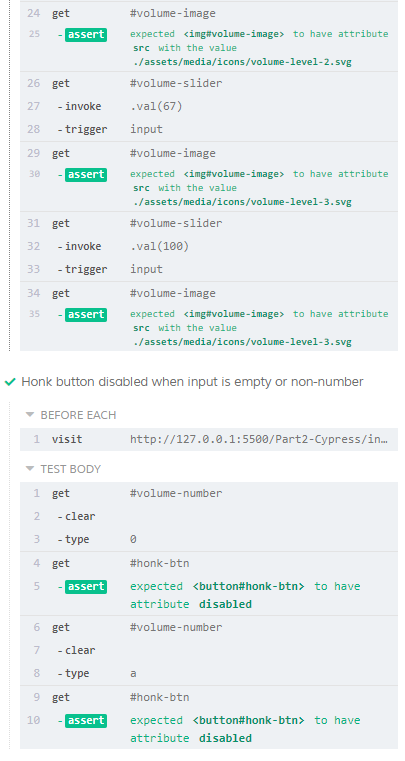 24 get #volume-image
25 -assert expected <img#volume-image> to have attribute
src with the value
./assets/media/icons/volume-level-2.svg
26 get #volume-slider
27 -invoke .val(67)
28 -trigger input
29 get #volume-image
30 -assert expected <img#volume-image> to have attribute
src with the value
./assets/media/icons/volume-level-3.svg
31 get #volume-slider
32 -invoke .val(100)
33 -trigger input
34 get #volume-image
35 -assert expected <img#volume-image> to have attribute
src with the value
./assets/media/icons/volume-level-3.svg
Honk button disabled when input is empty or non-number
BEFORE EACH
1 visit http://127.0.0.1:5500/Part2-Cypress/in…
TEST BODY
1 get #volume-number
2 -clear
3 -type 0
4 get #honk-btn
5 -assert expected <button#honk-btn> to have
attribute disabled
6 get #volume-number
7 -clear
8 -type a
9 get #honk-btn
10 -assert expected <button#honk-btn> to have
attribute disabled